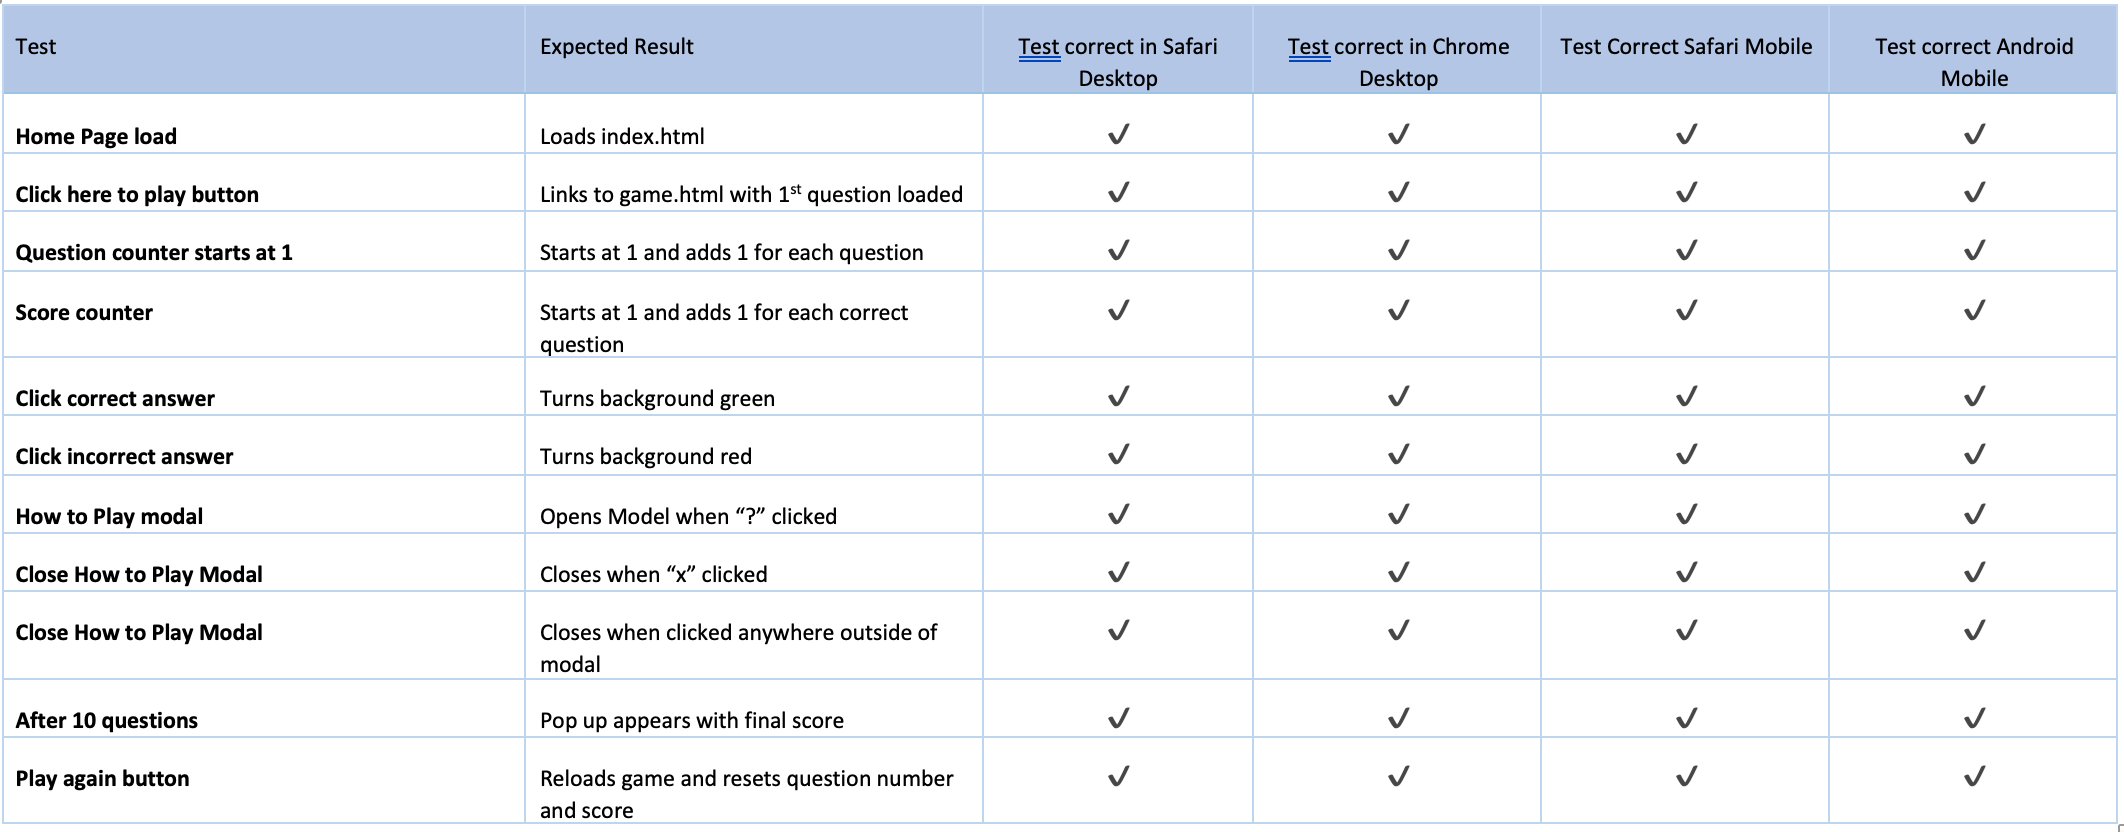 Test
Expected Result
Test correct in Safari
Desktop
Test correct in Chrome
Desktop
Test Correct Safari Mobile
Test correct Android
Mobile
Home Page load
Loads index.html
✓ ✓ ✓ ✓
Click here to play button
Links to game.html with 1st question loaded
✓ ✓ ✓ ✓
Question counter starts at 1
Starts at 1 and adds 1 for each question
✓ ✓ ✓ ✓
Score counter
Starts at 1 and adds 1 for each correct
question
✓ ✓ ✓ ✓
Click correct answer
Turns background green
✓ ✓ ✓ ✓
Click incorrect answer
Turns background red
✓ ✓ ✓ ✓
How to Play modal
Opens Model when “?” clicked
✓ ✓ ✓ ✓
Close How to Play Modal
Closes when “x” clicked
✓ ✓ ✓ ✓
Close How to Play Modal
Closes when clicked anywhere outside of
modal
✓ ✓ ✓ ✓
After 10 questions
Pop up appears with final score
✓ ✓ ✓ ✓
Play again button
Reloads game and resets question number
and score
✓ ✓ ✓ ✓